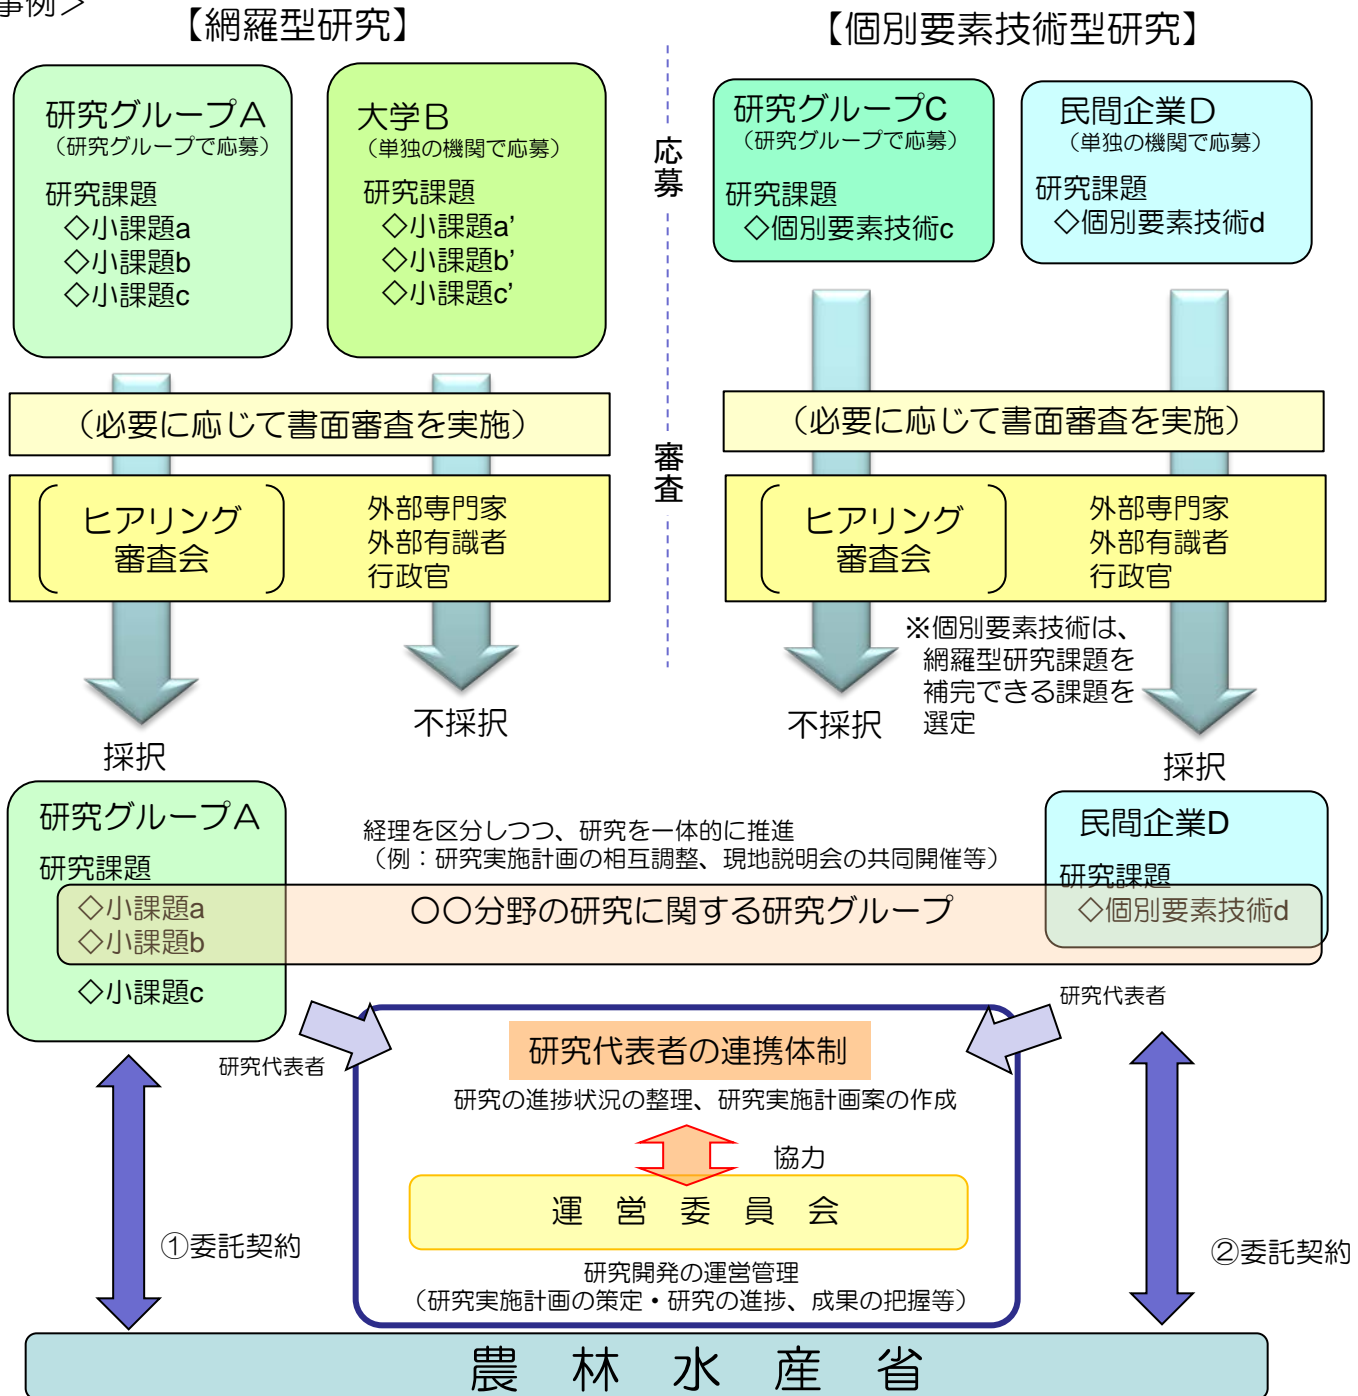 事例＞
【網羅型研究】
【個別要素技術型研究】
研究グループA
（研究グループで応募）
研究課題
◇小課題a
◇小課題b
◇小課題c
大学B
（単独の機関で応募）
研究課題
◇小課題a’
◇小課題b’
◇小課題c’
応募
研究グループC
（研究グループで応募）
研究課題
◇個別要素技術c
民間企業D
（単独の機関で応募）
研究課題
◇個別要素技術d
（必要に応じて書面審査を実施）
（必要に応じて書面審査を実施）
審査
ヒアリング
審査会
外部専門家
外部有識者
行政官
ヒアリング
審査会
外部専門家
外部有識者
行政官
※個別要素技術は、
網羅型研究課題を
補完できる課題を
選定
採択
不採択
不採択
採択
研究グループA
研究課題
◇小課題a
◇小課題b
◇小課題c
経理を区分しつつ、研究を一体的に推進
（例：研究実施計画の相互調整、現地説明会の共同開催等）
民間企業D
研究課題
◇個別要素技術d
〇〇分野の研究に関する研究グループ
研究代表者
研究代表者
研究代表者の連携体制
研究の進捗状況の整理、研究実施計画案の作成
協力
運営委員会
研究開発の運営管理
（研究実施計画の策定・研究の進捗、成果の把握等）
①委託契約
②委託契約
農林水産省